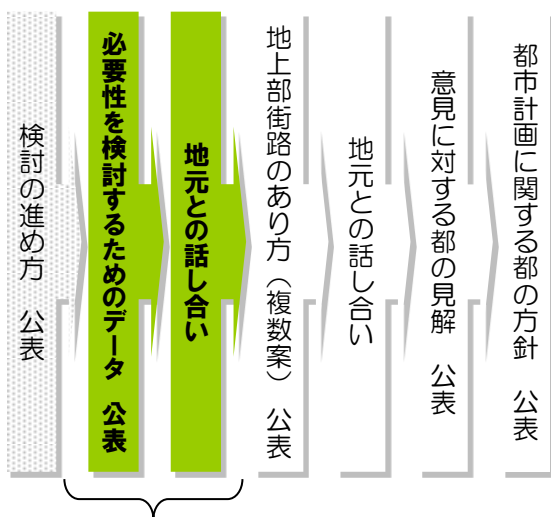 検討の進め方 公表
必要性を検討するためのデータ 公表
地元との話し合い
地上部街路のあり方（複数案） 公表
地元との話し合い
意見に対する都の見解 公表
都市計画に関する都の方針 公表